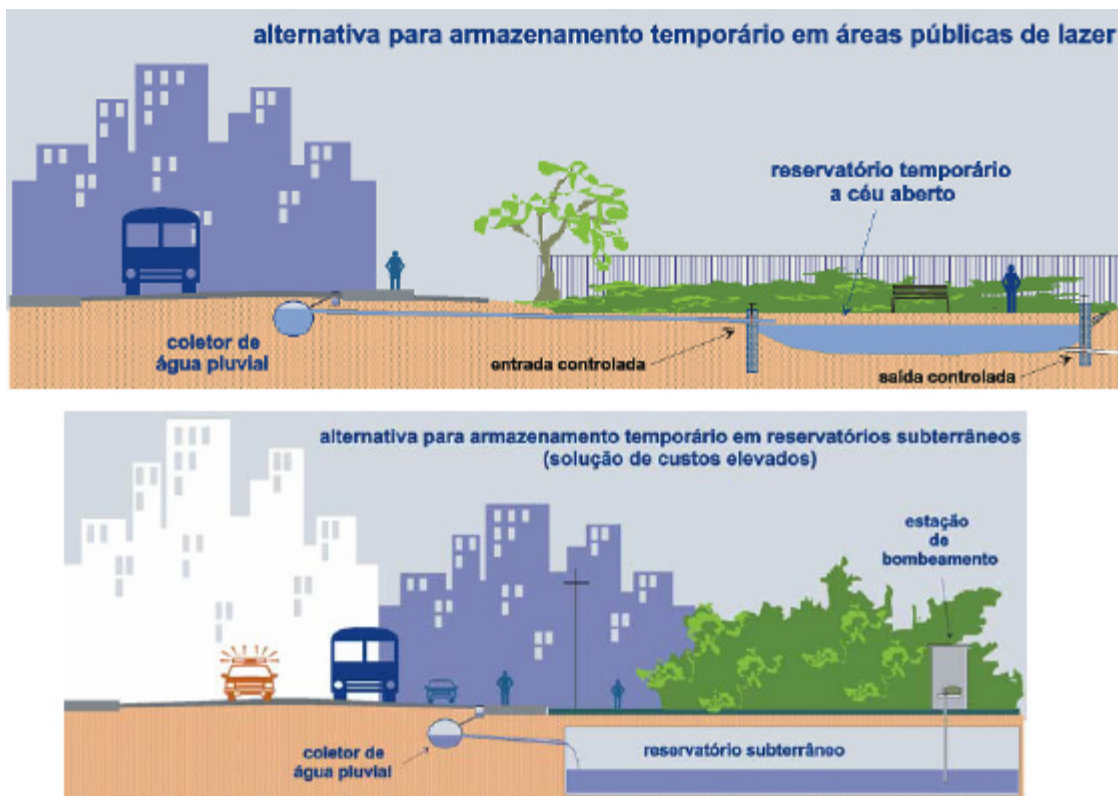 alternativa para armazenamento temporário em áreas públicas de lazer
reservatório temporário
a céu aberto
coletor de
água pluvial
entrada controlada
saída controlada
alternativa para armazenamento temporário em reservatórios subterrâneos
(solução de custos elevados)
estação
de
bombeamento
coletor de
água pluvial
reservatório subterrâneo